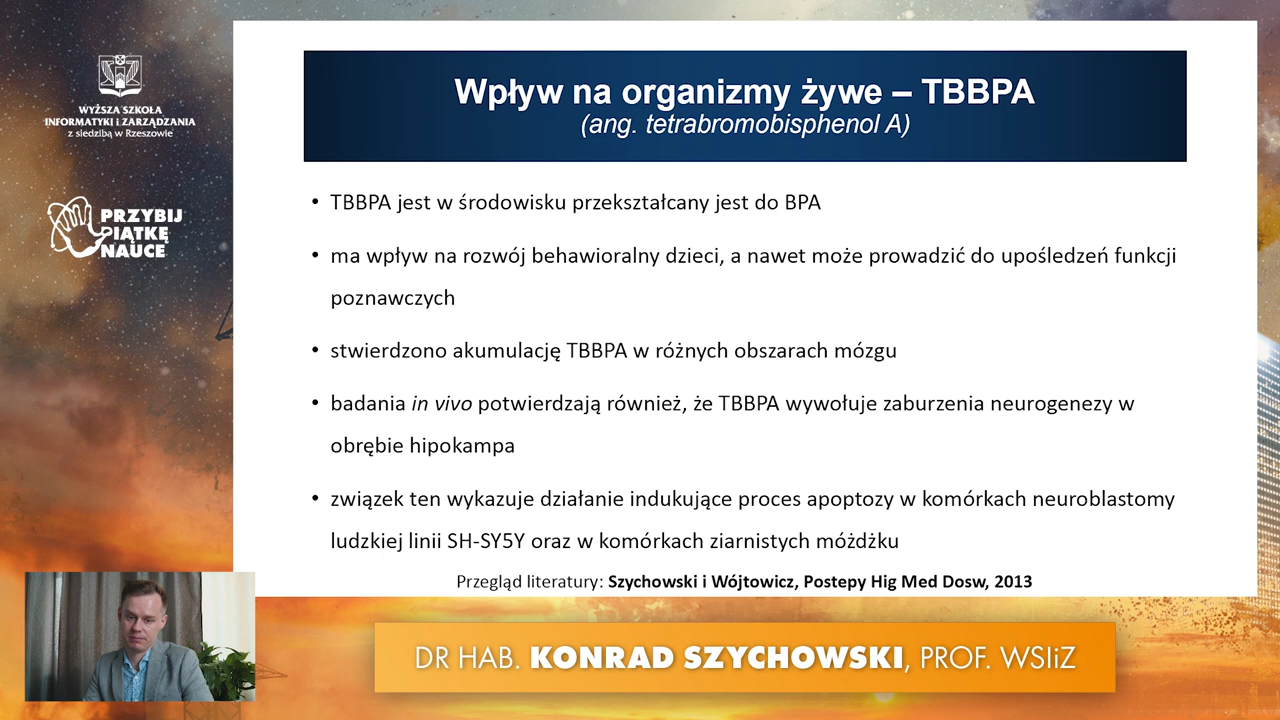 WYŻSZA SZKOŁA
INFORMATYKI i ZARZĄDZANIA
z siedzibą w Rzeszowie
PRZYBIJ
PIĄTKĘ
NAUCE
Wpływ na organizmy żywe – TBBPA
(ang. tetrabromobisphenol A)
• TBBPA jest w środowisku przekształcany jest do BPA
• ma wpływ na rozwój behawioralny dzieci, a nawet może prowadzić do upośledzeń funkcji
poznawczych
• stwierdzono akumulację TBBPA w różnych obszarach mózgu
• badania in vivo potwierdzają również, że TBBPA wywołuje zaburzenia neurogenezy w
obrębie hipokampa
• związek ten wykazuje działanie indukujące proces apoptozy w komórkach neuroblastomy
ludzkiej linii SH-SY5Y oraz w komórkach ziarnistych móżdżku
Przegląd literatury: Szychowski i Wójtowicz, Postepy Hig Med Dosw, 2013
DR HAB. KONRAD SZYCHOWSKI, PROF. WSIiZ